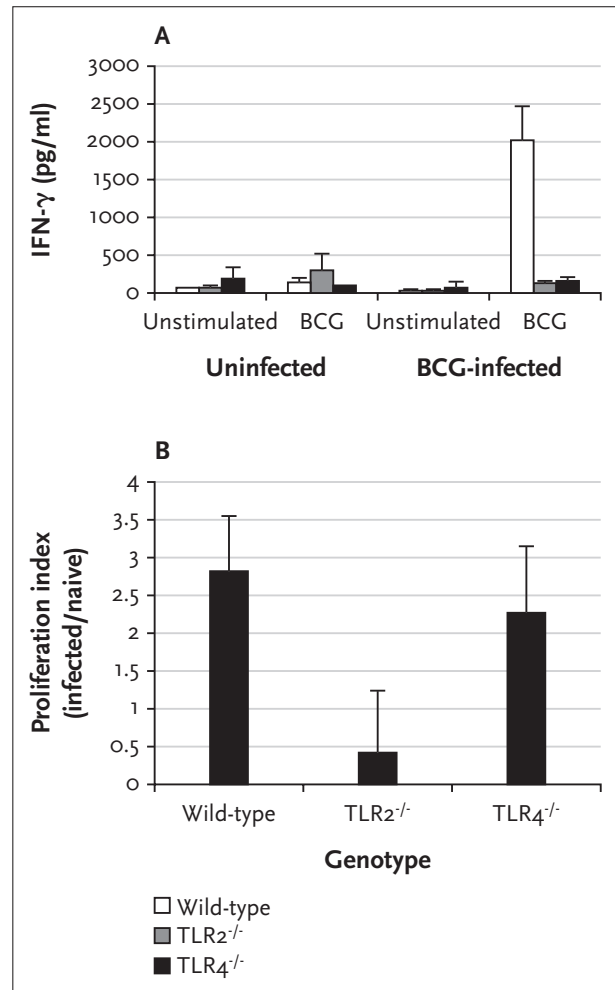 A
3000
2500
2000
1500
1000
500
0
IFN-γ (pg/ml)
Unstimulated BCG Unstimulated BCG
Uninfected BCG-infected
B
4
3.5
3
2.5
2
1.5
1
0.5
0
Proliferation index
(infected/naive)
Wild-type TLR2⁻/⁻ TLR4⁻/⁻
Genotype
Wild-type
TLR2⁻/⁻
TLR4⁻/⁻